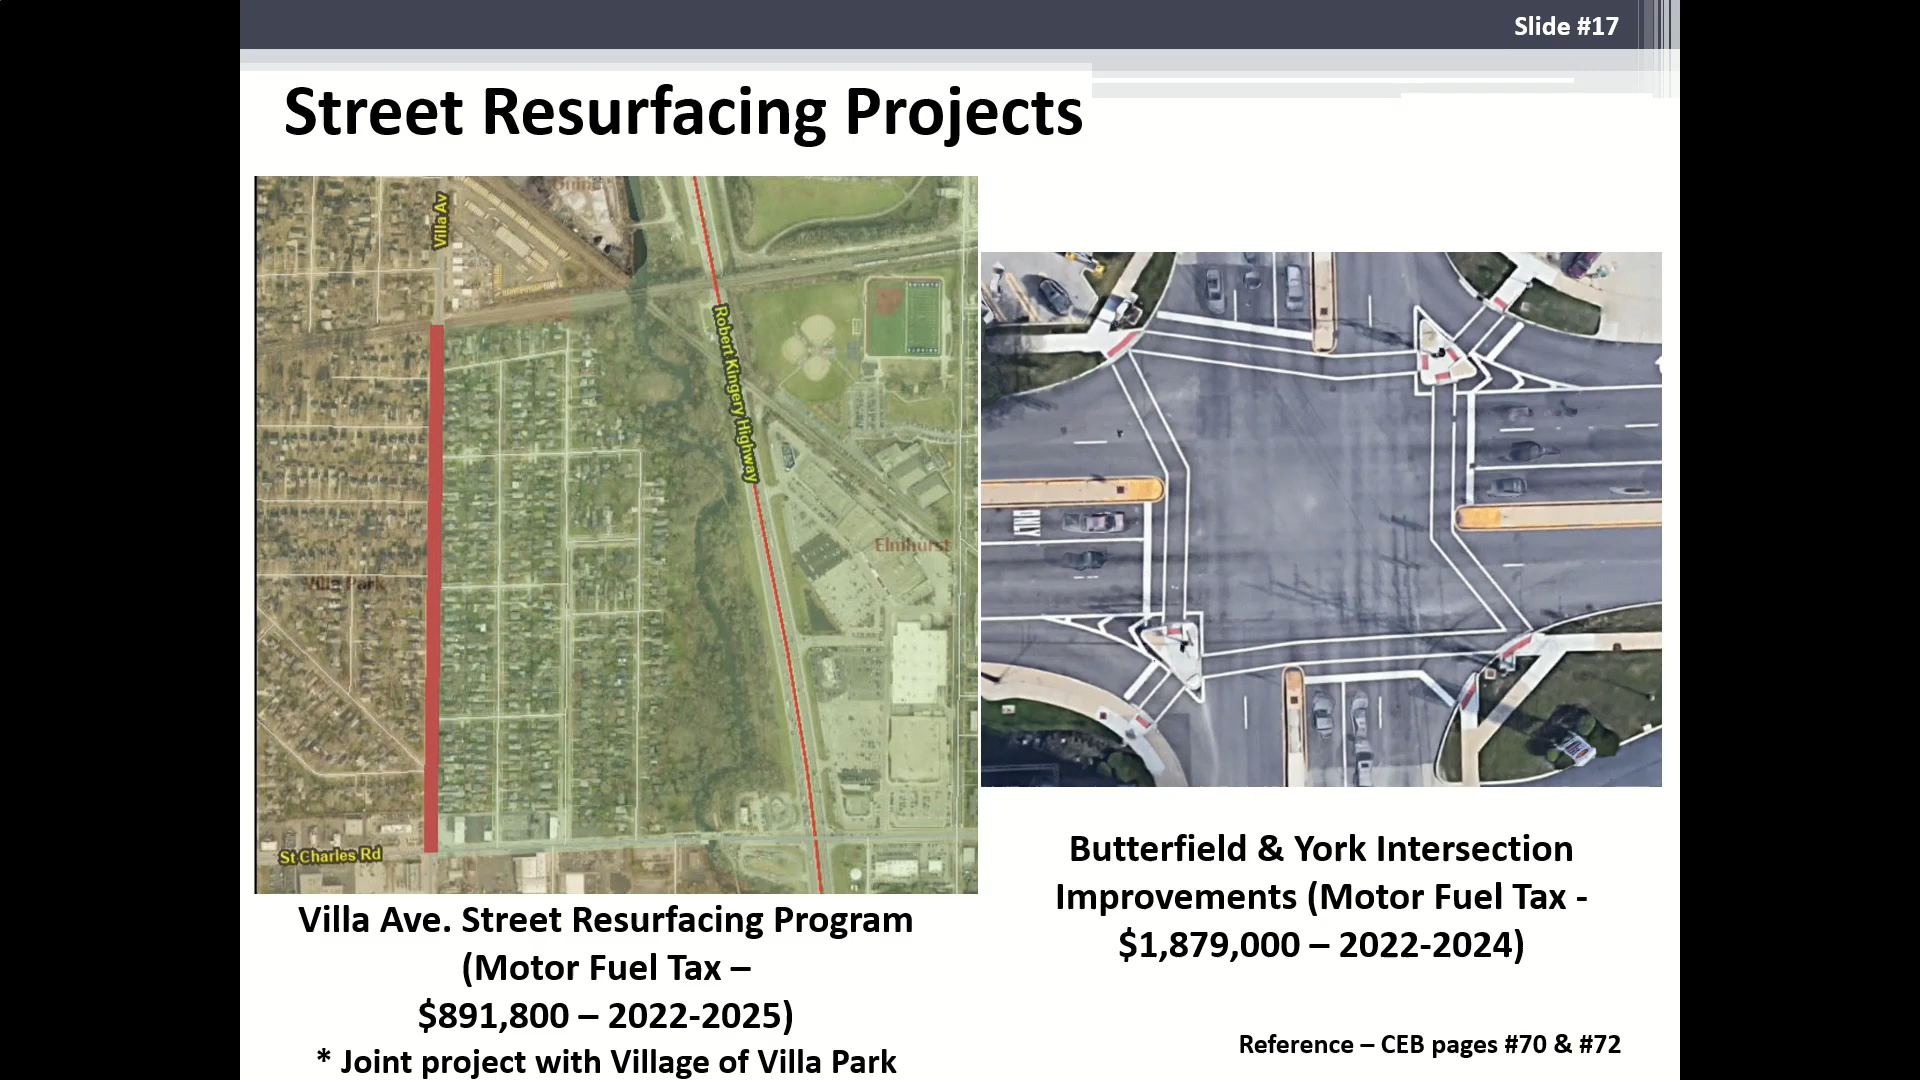 Slide #17
Street Resurfacing Projects
Villa Av
Robert Kingery Highway
Elmhurst
Villa Park
St Charles Rd
ONLY
Villa Ave. Street Resurfacing Program
(Motor Fuel Tax –
$891,800 – 2022-2025)
* Joint project with Village of Villa Park
Butterfield & York Intersection
Improvements (Motor Fuel Tax -
$1,879,000 – 2022-2024)
Reference – CEB pages #70 & #72